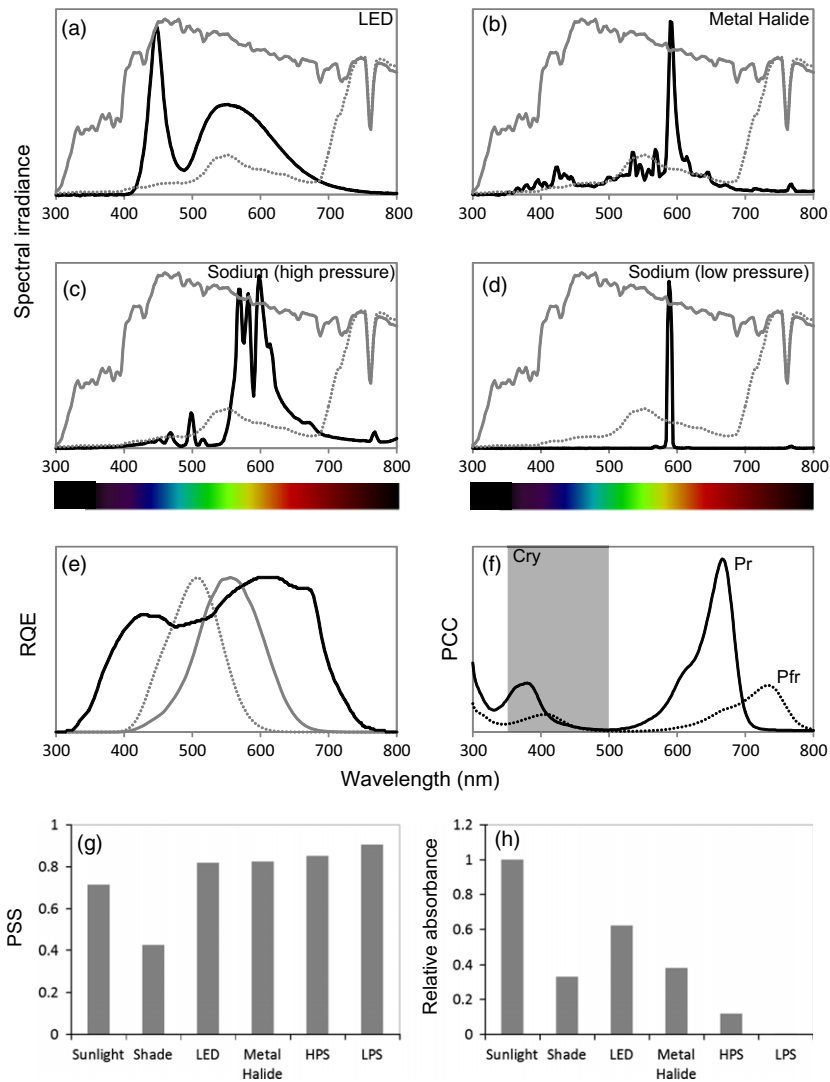 (a) LED
(b) Metal Halide
300 400 500 600 700 800
300 400 500 600 700 800
Spectral irradiance
(c) Sodium (high pressure)
(d) Sodium (low pressure)
300 400 500 600 700 800
300 400 500 600 700 800
(e)
RQE
300 400 500 600 700 800
(f) Cry
Pr
Pfr
PCC
300 400 500 600 700 800
Wavelength (nm)
(g)
PSS
1
0.8
0.6
0.4
0.2
0
Sunlight Shade LED Metal Halide HPS LPS
(h)
Relative absorbance
1.2
1
0.8
0.6
0.4
0.2
0
Sunlight Shade LED Metal Halide HPS LPS